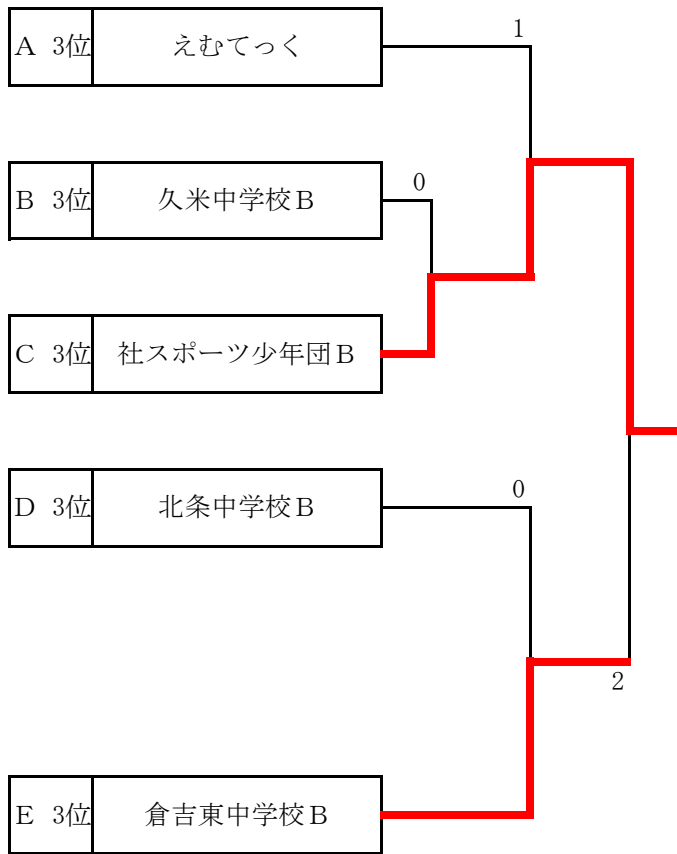 1
A 3位 えむてっく
0
B 3位 久米中学校B
C 3位 社スポーツ少年団B
0
D 3位 北条中学校B
2
E 3位 倉吉東中学校B